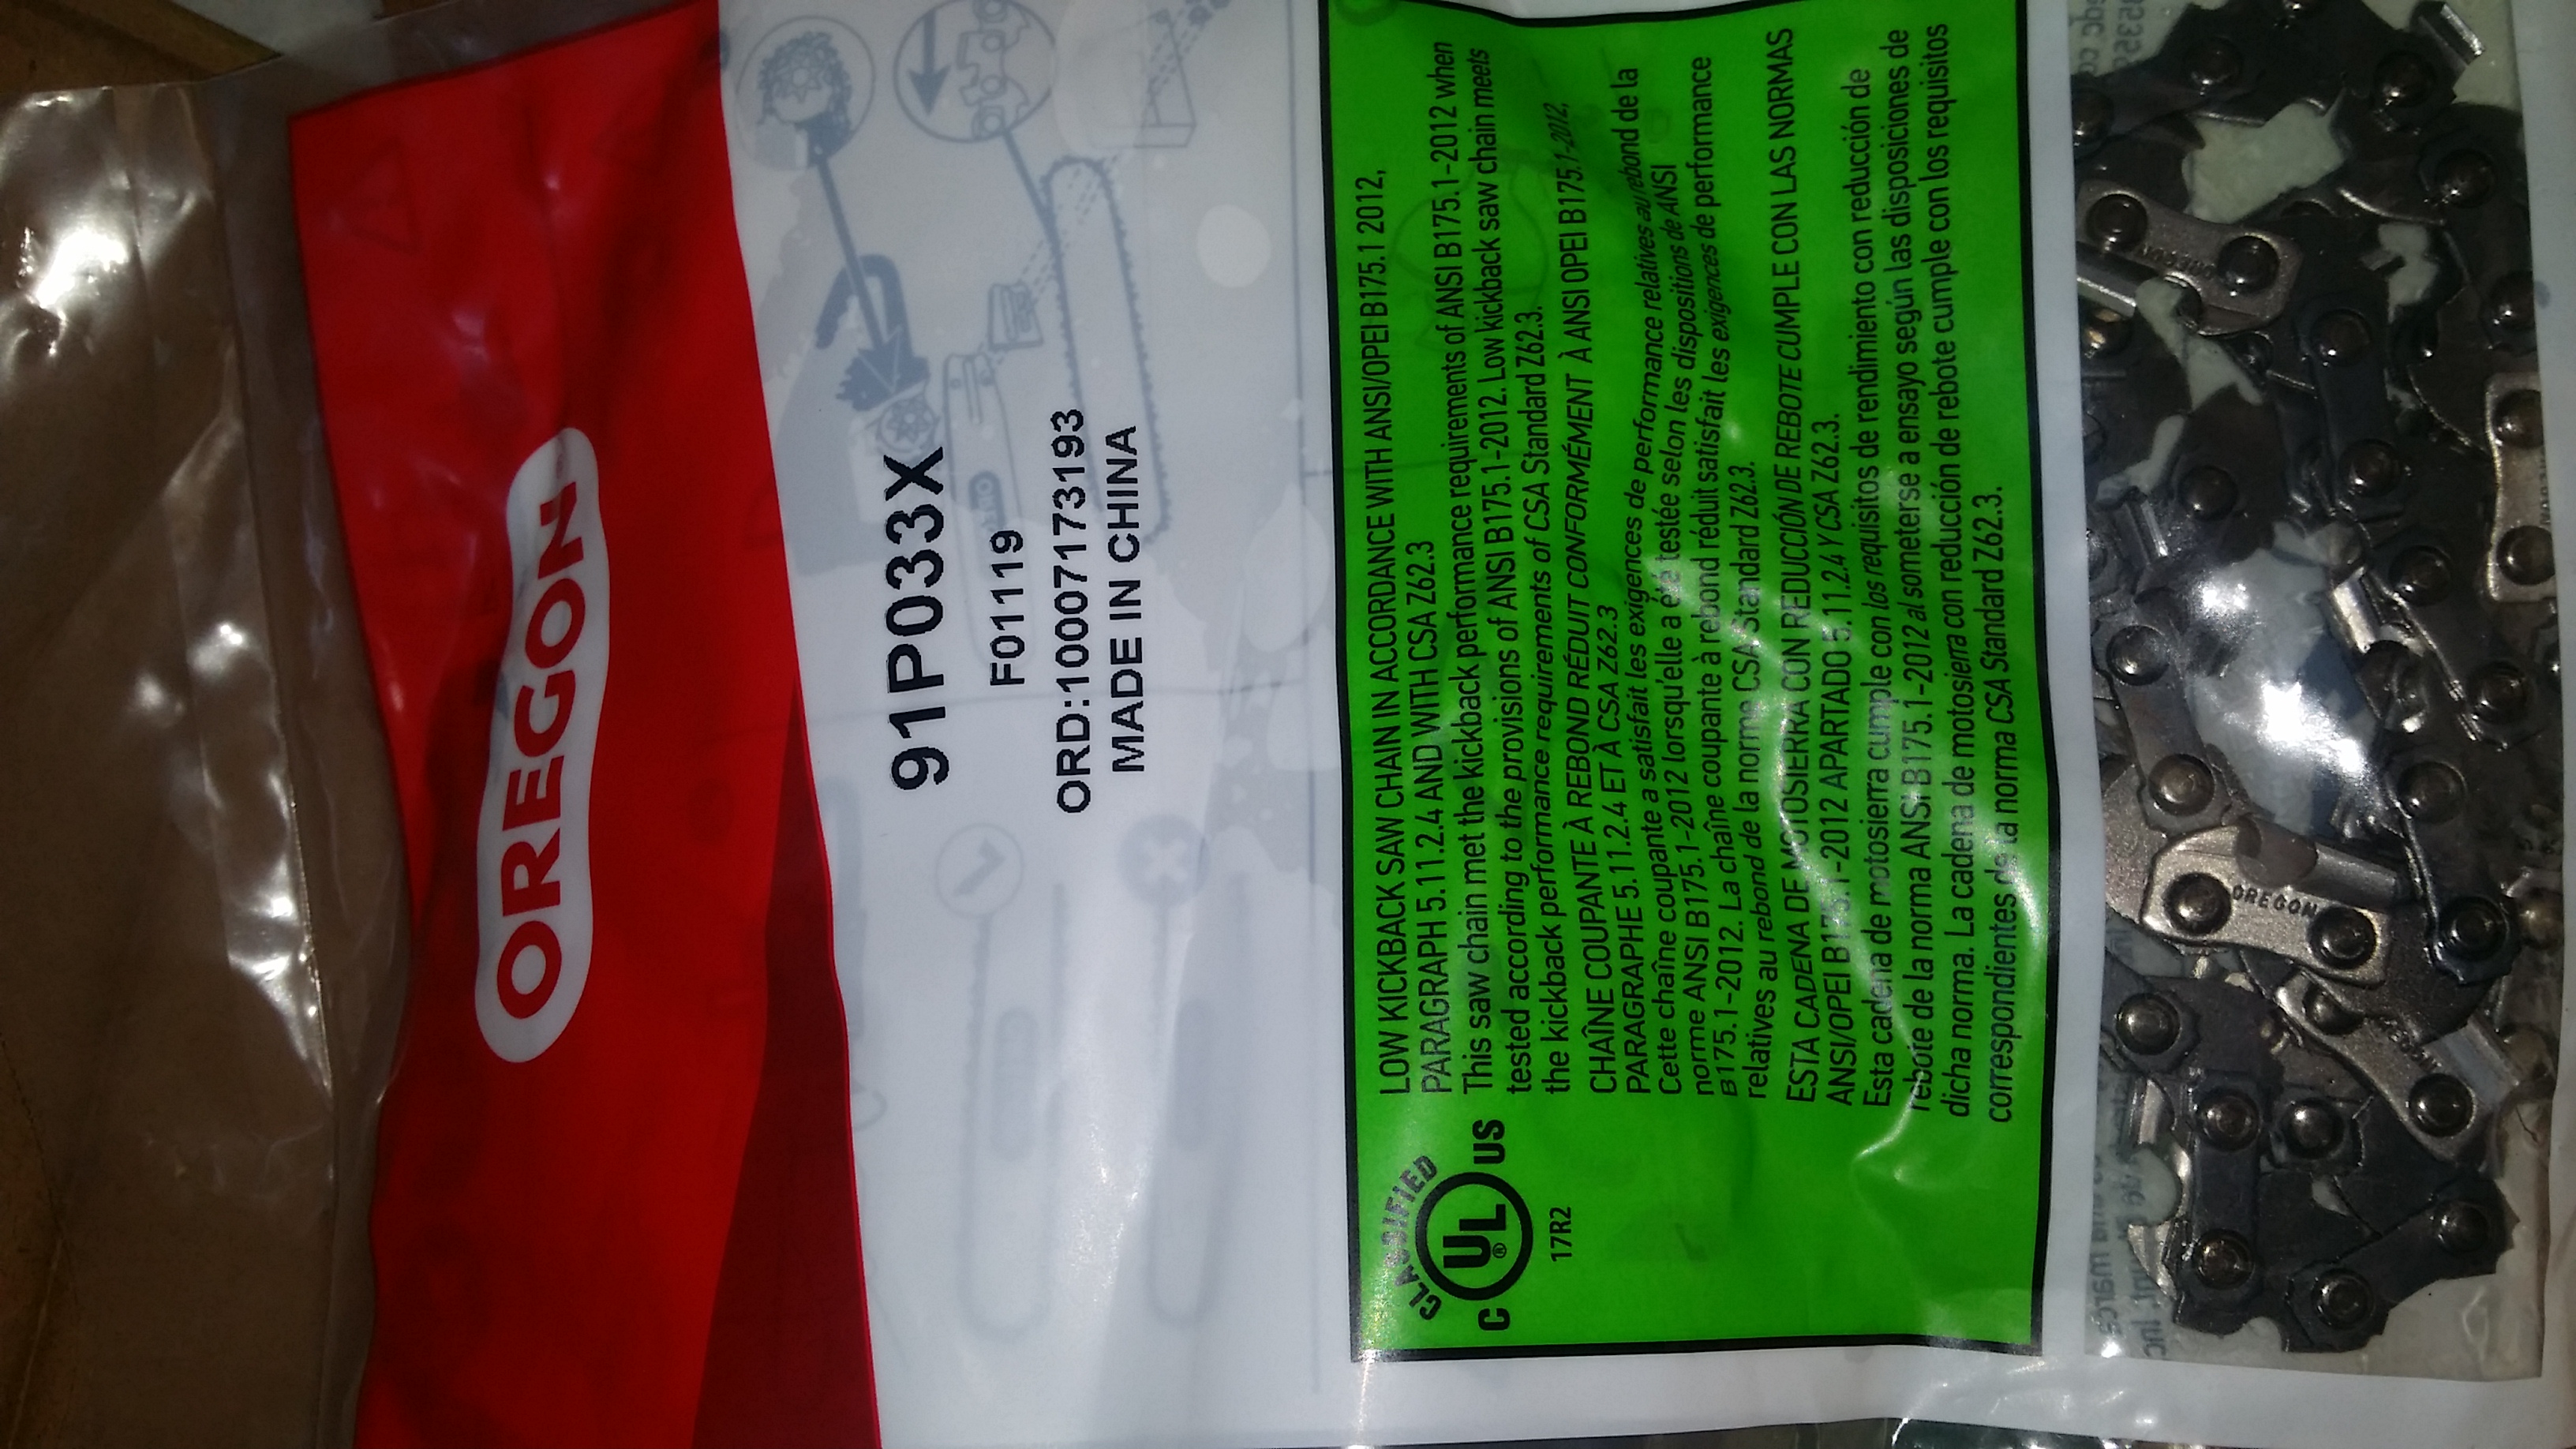 OREGON
91P033X
F01119
ORD:10007173193
MADE IN CHINA
LOW KICKBACK SAW CHAIN IN ACCORDANCE WITH ANSI/OPEI B175.1 2012,
PARAGRAPH 5.11.2.4 AND WITH CSA Z62.3
This saw chain met the kickback performance requirements of ANSI B175.1-2012 when
tested according to the provisions of ANSI B175.1-2012. Low kickback saw chain meets
the kickback performance requirements of CSA Standard Z62.3.
CHAÎNE COUPANTE À REBOND RÉDUIT CONFORMÉMENT À ANSI OPEI B175.1-2012,
PARAGRAPHE 5.11.2.4 ET À CSA Z62.3
Cette chaîne coupante a satisfait les exigences de performance relatives au rebond de la
norme ANSI B175.1-2012 lorsqu'elle a été testée selon les dispositions de ANSI
B175.1-2012. La chaîne coupante à rebond réduit satisfait les exigences de performance
relatives au rebond de la norme CSA Standard Z62.3.
ESTA CADENA DE MOTOSIERRA CON REDUCCIÓN DE REBOTE CUMPLE CON LAS NORMAS
ANSI/OPEI B175.1-2012 APARTADO 5.11.2.4 Y CSA Z62.3.
Esta cadena de motosierra cumple con los requisitos de rendimiento con reducción de
rebote de la norma ANSI B175.1-2012 al someterse a ensayo según las disposiciones de
dicha norma. La cadena de motosierra con reducción de rebote cumple con los requisitos
correspondientes de la norma CSA Standard Z62.3.
CLASSIFIED
C UL® US
17R2
OREGON
OREGON